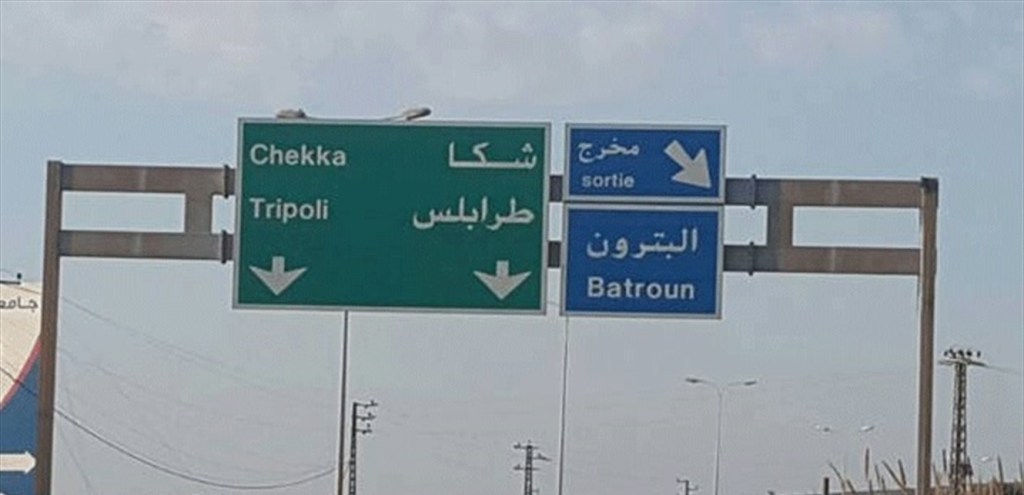 Chekka شكا
Tripoli طرابلس
مخرج
sortie
البترون
Batroun